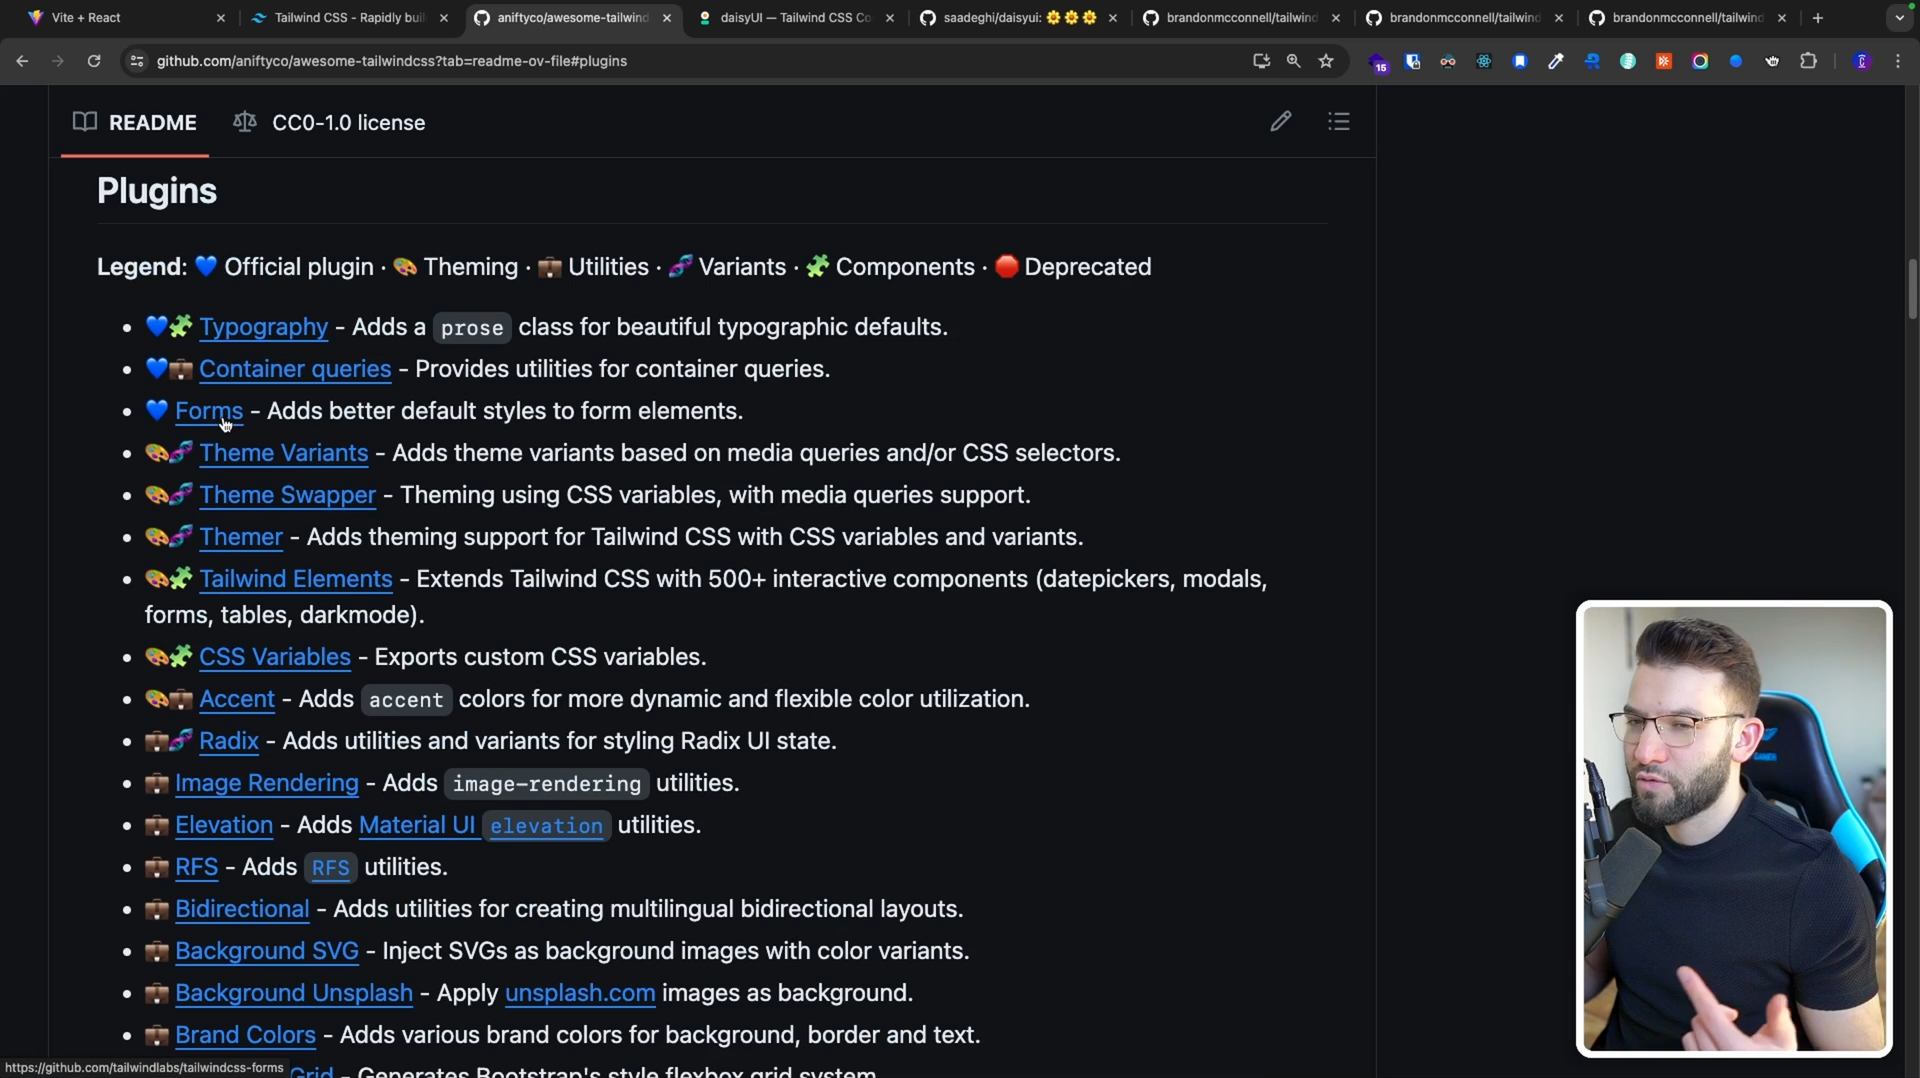 Vite + React
Tailwind CSS - Rapidly buil
aniftyco/awesome-tailwind
daisyUI — Tailwind CSS Co
saadeghi/daisyui: 🌼 🌼 🌼
brandonmcconnell/tailwind
brandonmcconnell/tailwind
brandonmcconnell/tailwind
github.com/aniftyco/awesome-tailwindcss?tab=readme-ov-file#plugins
15
README
CC0-1.0 license
Plugins
Legend: 💙 Official plugin · 🎨 Theming · 💼 Utilities · 🧬 Variants · 🧩 Components · 🛑 Deprecated
• 💙🧩 Typography - Adds a prose class for beautiful typographic defaults.
• 💙💼 Container queries - Provides utilities for container queries.
• 💙 Forms - Adds better default styles to form elements.
• 🎨🧬 Theme Variants - Adds theme variants based on media queries and/or CSS selectors.
• 🎨🧬 Theme Swapper - Theming using CSS variables, with media queries support.
• 🎨🧬 Themer - Adds theming support for Tailwind CSS with CSS variables and variants.
• 🎨🧩 Tailwind Elements - Extends Tailwind CSS with 500+ interactive components (datepickers, modals,
forms, tables, darkmode).
• 🎨🧩 CSS Variables - Exports custom CSS variables.
• 🎨💼 Accent - Adds accent colors for more dynamic and flexible color utilization.
• 💼🧬 Radix - Adds utilities and variants for styling Radix UI state.
• 💼 Image Rendering - Adds image-rendering utilities.
• 💼 Elevation - Adds Material UI elevation utilities.
• 💼 RFS - Adds RFS utilities.
• 💼 Bidirectional - Adds utilities for creating multilingual bidirectional layouts.
• 💼 Background SVG - Inject SVGs as background images with color variants.
• 💼 Background Unsplash - Apply unsplash.com images as background.
• 💼 Brand Colors - Adds various brand colors for background, border and text.
Grid - Generates Bootstrap's style flexbox grid system.
https://github.com/tailwindlabs/tailwindcss-forms